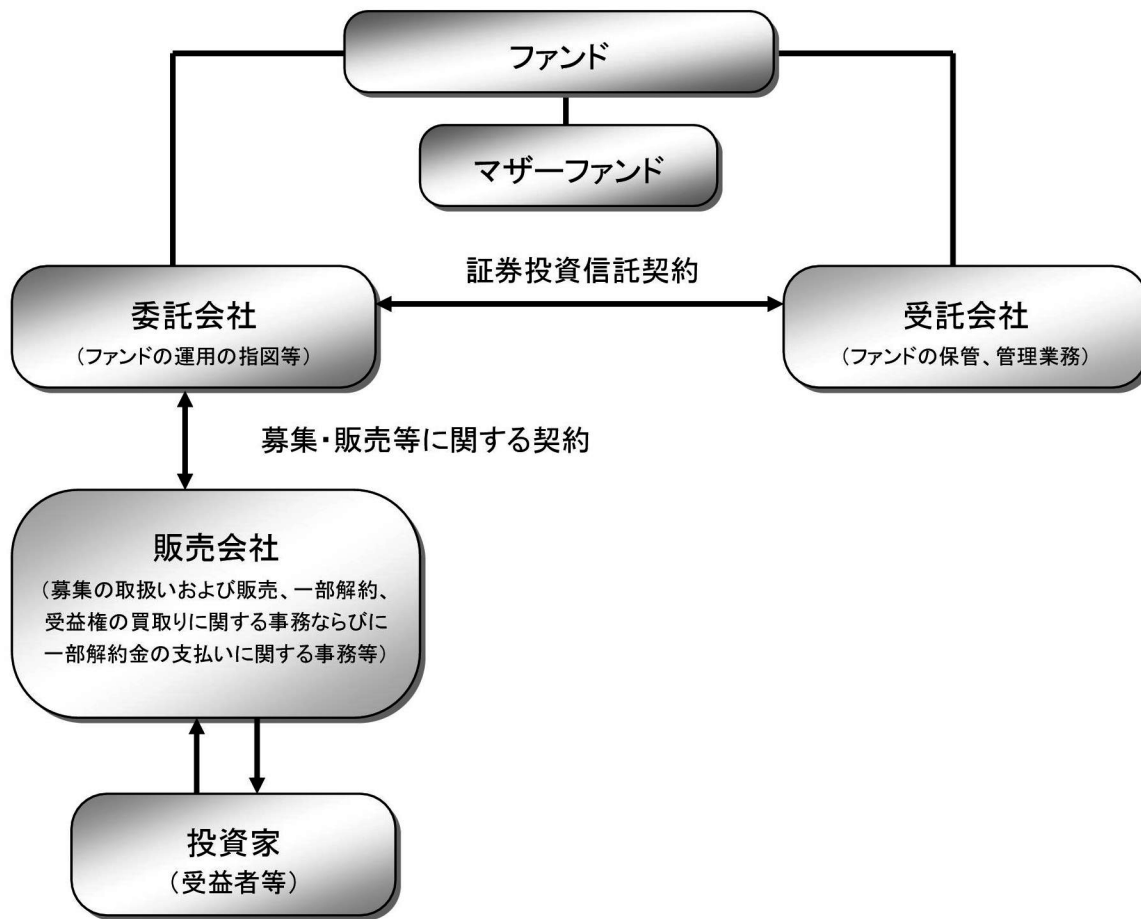 ファンド
マザーファンド
証券投資信託契約
委託会社
（ファンドの運用の指図等）
受託会社
（ファンドの保管、管理業務）
募集・販売等に関する契約
販売会社
（募集の取扱いおよび販売、一部解約、
受益権の買取りに関する事務ならびに
一部解約金の支払いに関する事務等）
投資家
（受益者等）